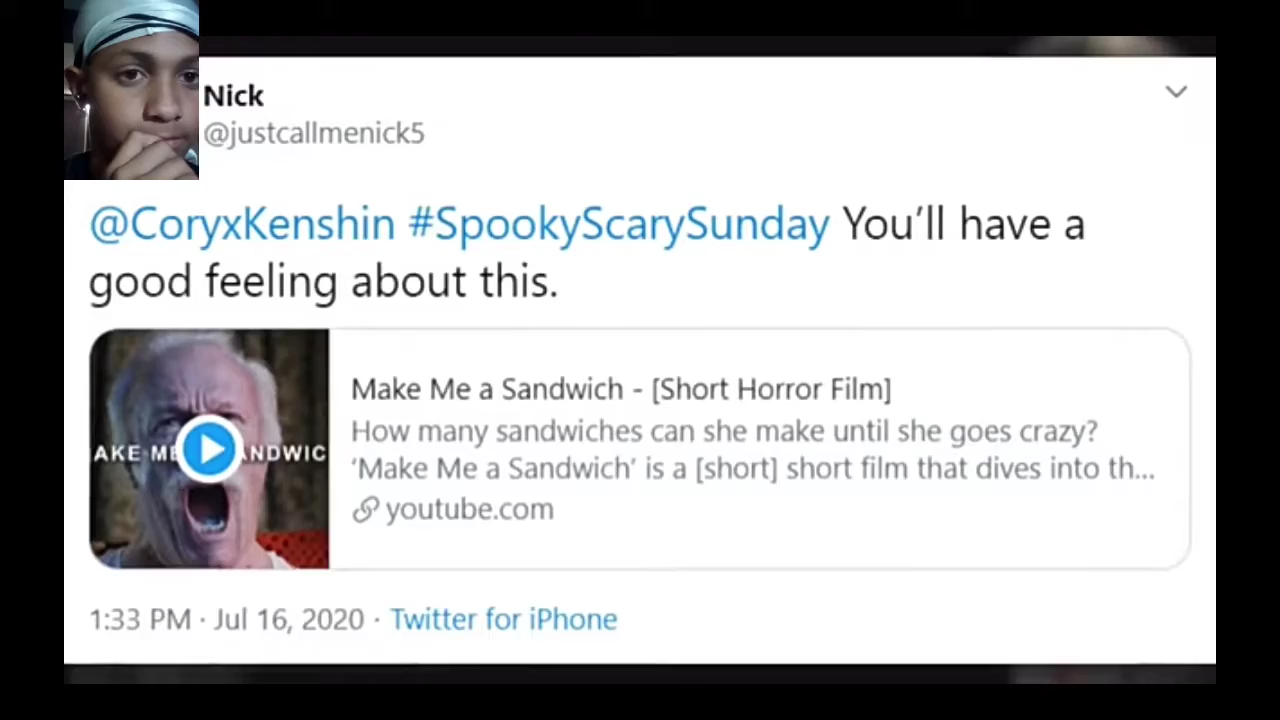 Nick
@justcallmenick5
@CoryxKenshin #SpookyScarySunday You’ll have a
good feeling about this.
AKE ME NDWIC
Make Me a Sandwich - [Short Horror Film]
How many sandwiches can she make until she goes crazy?
‘Make Me a Sandwich’ is a [short] short film that dives into th...
youtube.com
1:33 PM · Jul 16, 2020 · Twitter for iPhone